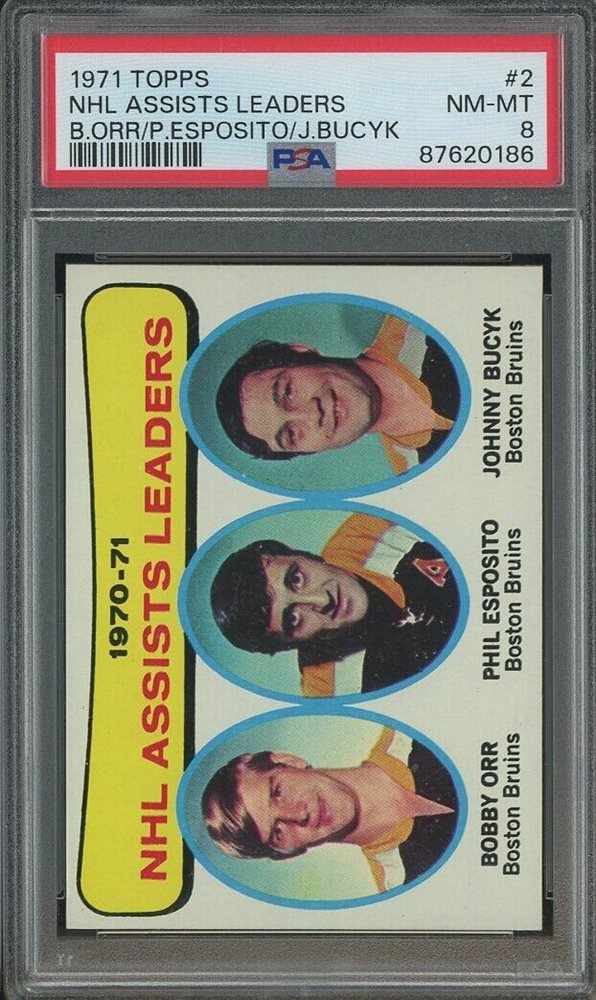 1971 TOPPS #2
NHL ASSISTS LEADERS NM-MT
B.ORR/P.ESPOSITO/J.BUCYK 8
PSA 87620186
1970-71
NHL ASSISTS LEADERS
BOBBY ORR
Boston Bruins
PHIL ESPOSITO
Boston Bruins
JOHNNY BUCYK
Boston Bruins